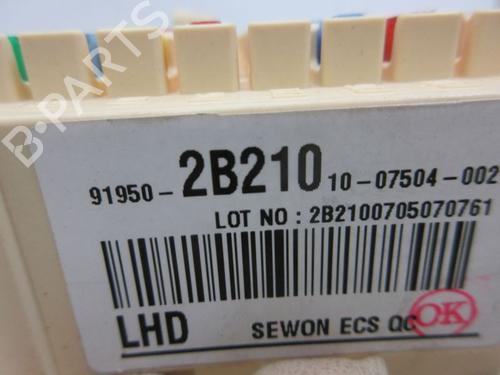 B-PARTS
91950- 2B210 10-07504-002
LOT NO : 2B2100705070761
LHD SEWON ECS QC OK